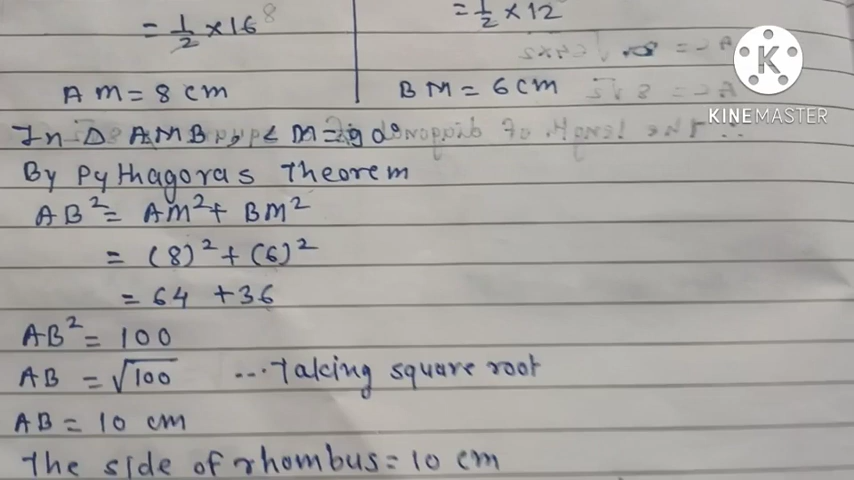 = 1/2 × 16 8
= 1/2 × 12
AM = 8 cm
BM = 6 cm
KINEMASTER
In Δ AMB, ∠M = 90°
By Pythagoras Theorem
AB² = AM² + BM²
= (8)² + (6)²
= 64 + 36
AB² = 100
AB = √100 ... Taking square root
AB = 10 cm
The side of rhombus = 10 cm